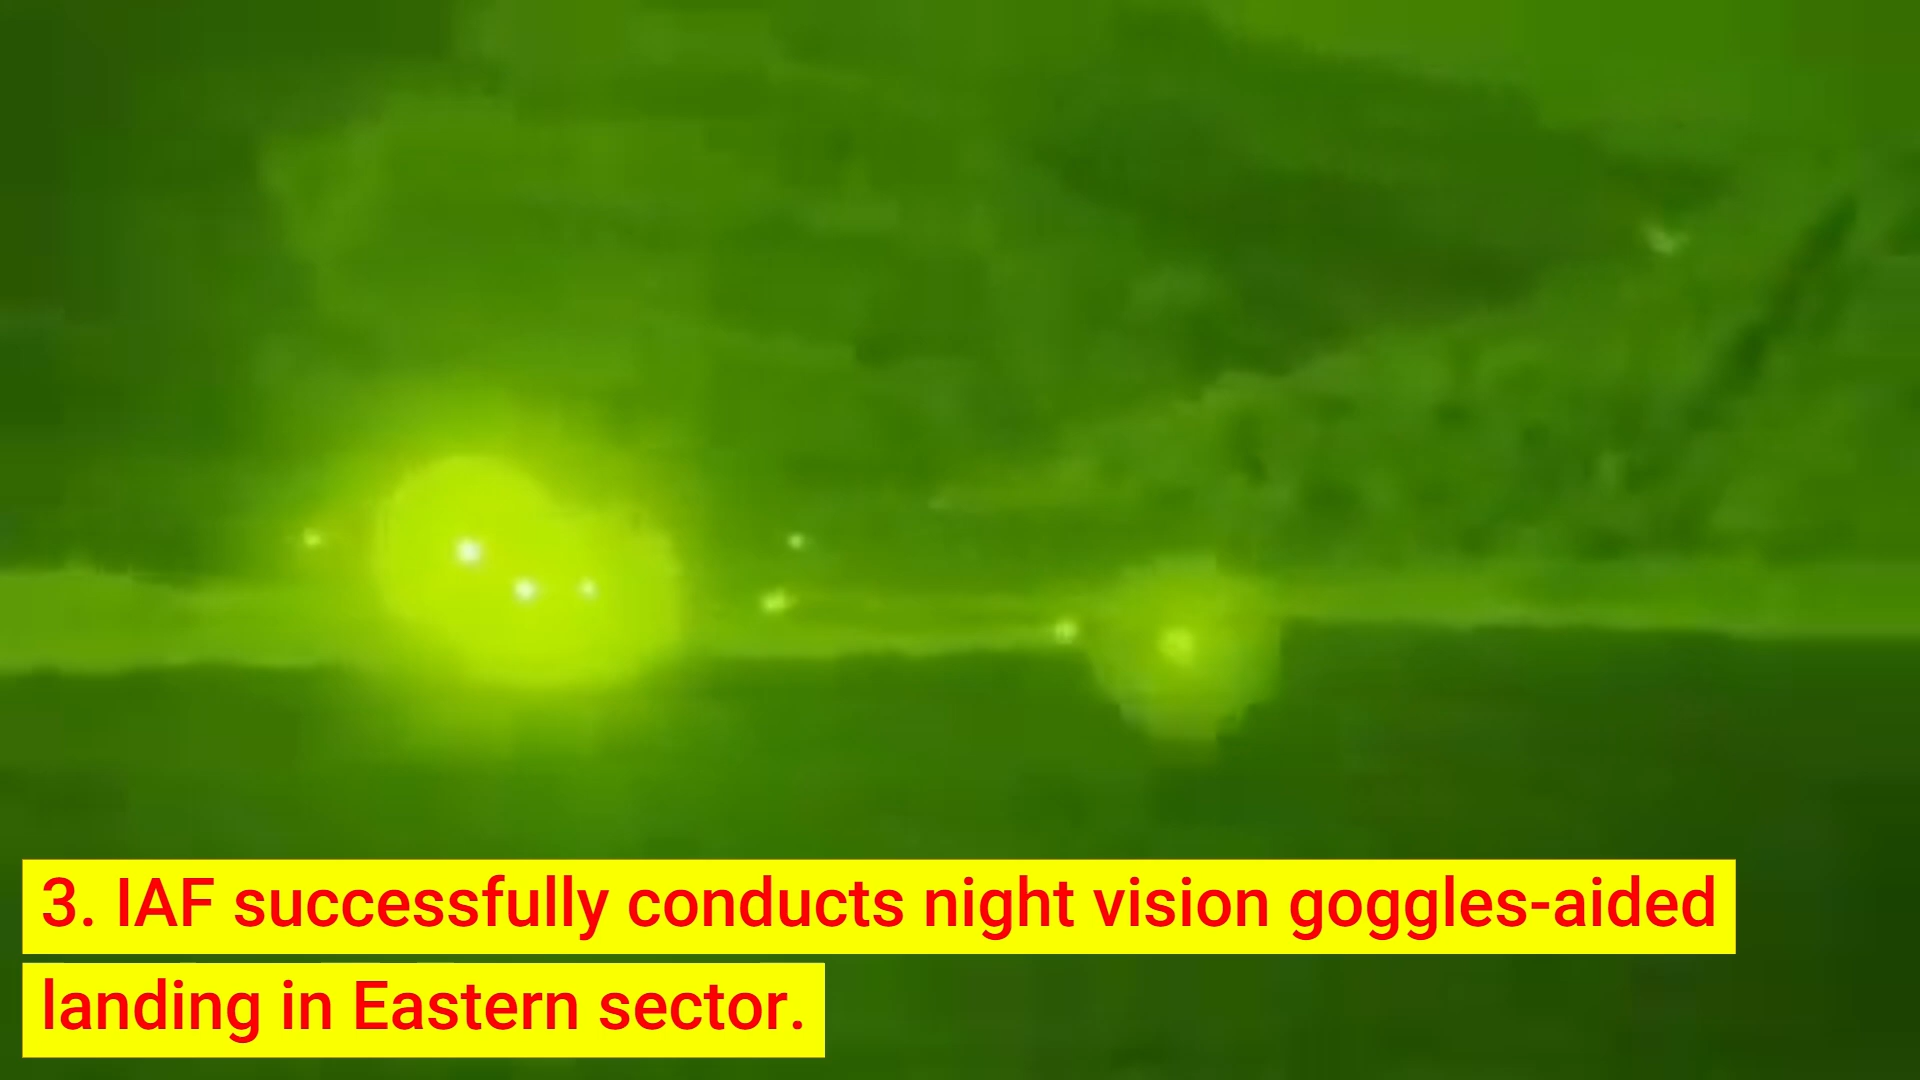 3. IAF successfully conducts night vision goggles-aided
landing in Eastern sector.